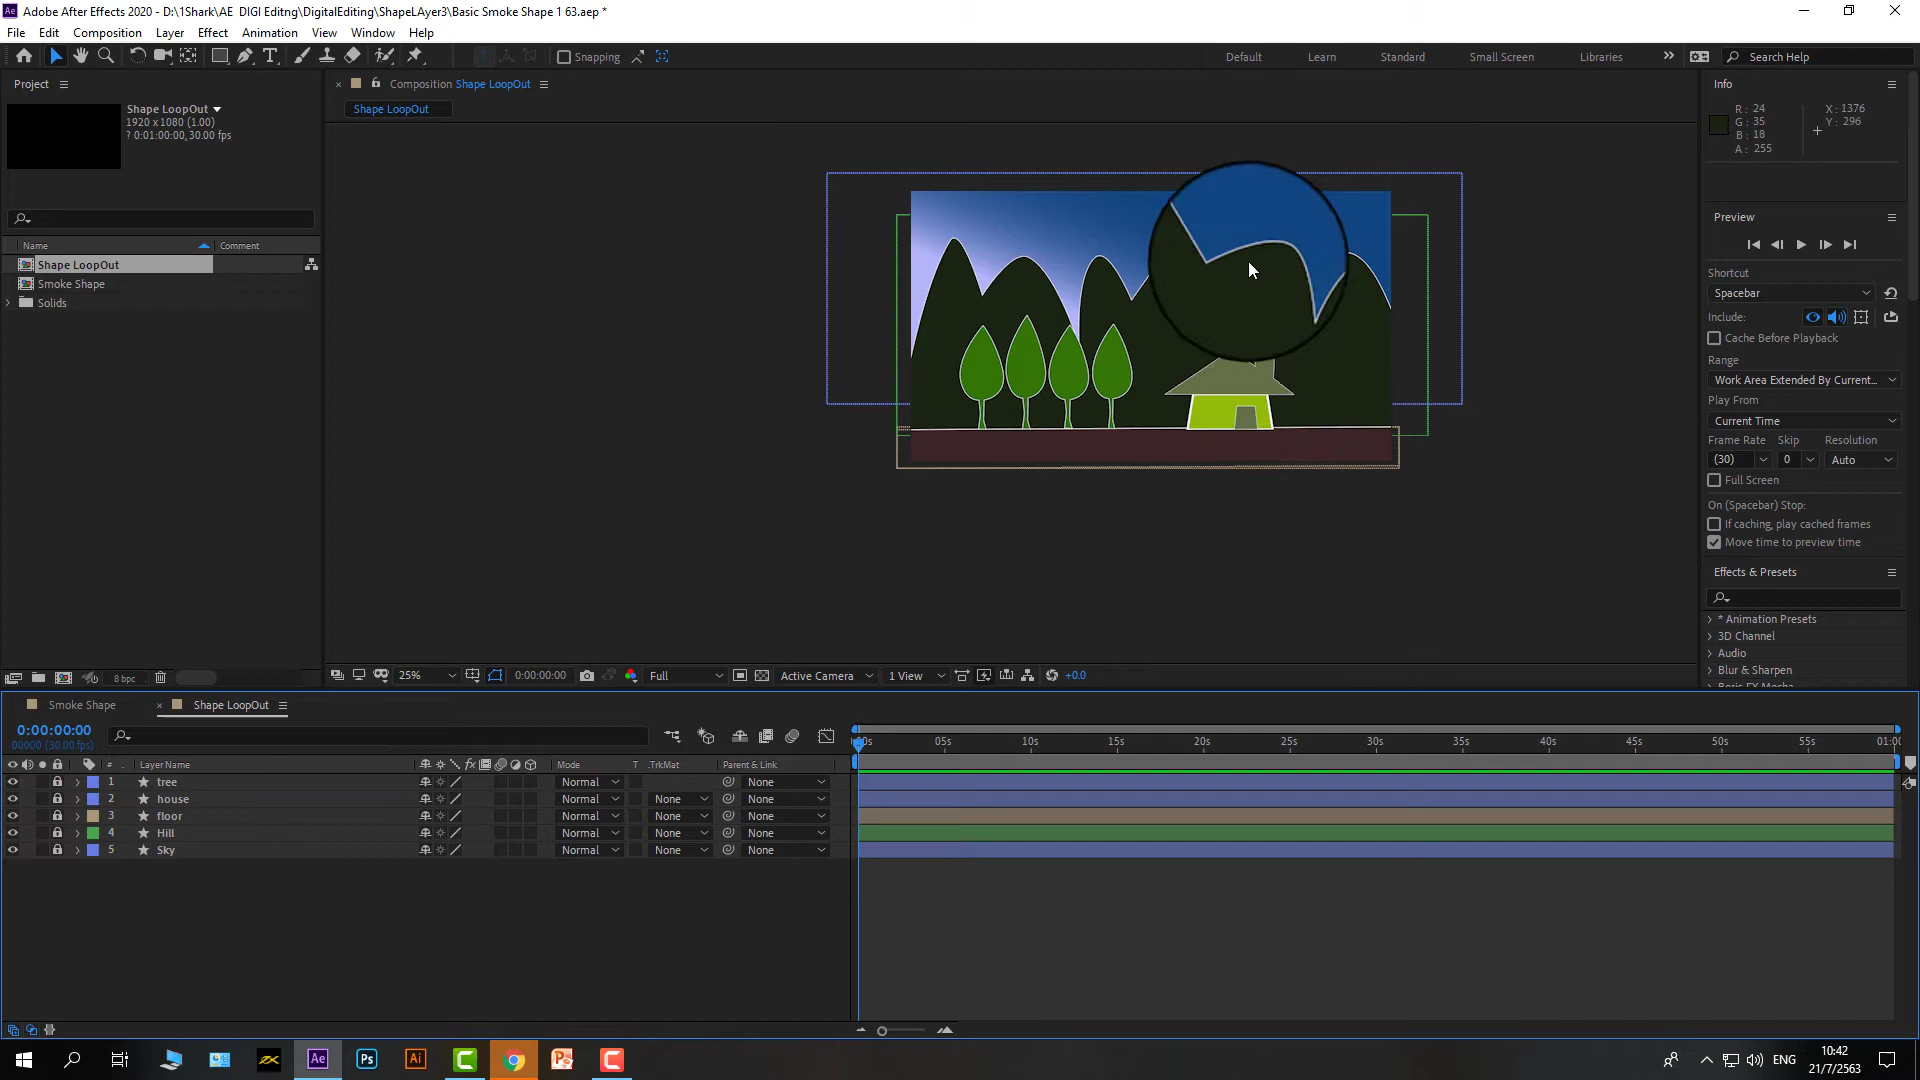 Adobe After Effects 2020 - D:\1Shark\AE  DIGI Editng\DigitalEditing\ShapeLAyer3\Basic Smoke Shape 1 63.aep *
File Edit Composition Layer Effect Animation View Window Help
Snapping
Default Learn Standard Small Screen Libraries Search Help
Project
Shape LoopOut
1920 x 1080 (1.00)
? 0:01:00:00, 30.00 fps
Name Comment
Shape LoopOut
Smoke Shape
Solids
8 bpc
Composition Shape LoopOut
Shape LoopOut
25% 0:00:00:00 Full Active Camera 1 View +0.0
Info
R : 24
G : 35
B : 18
A : 255
X : 1376
Y : 296
Preview
Shortcut
Spacebar
Include:
Cache Before Playback
Range
Work Area Extended By Current...
Play From
Current Time
Frame Rate Skip Resolution
(30) 0 Auto
Full Screen
On (Spacebar) Stop:
If caching, play cached frames
Move time to preview time
Effects & Presets
* Animation Presets
3D Channel
Audio
Blur & Sharpen
Smoke Shape Shape LoopOut
0:00:00:00
00000 (30.00 fps)
05s 10s 15s 20s 25s 30s 35s 40s 45s 50s 55s
# Layer Name Mode T .TrkMat Parent & Link
1 tree Normal None
2 house Normal None None
3 floor Normal None None
4 Hill Normal None None
5 Sky Normal None None
Ae Ps Ai
ENG
10:42
21/7/2563